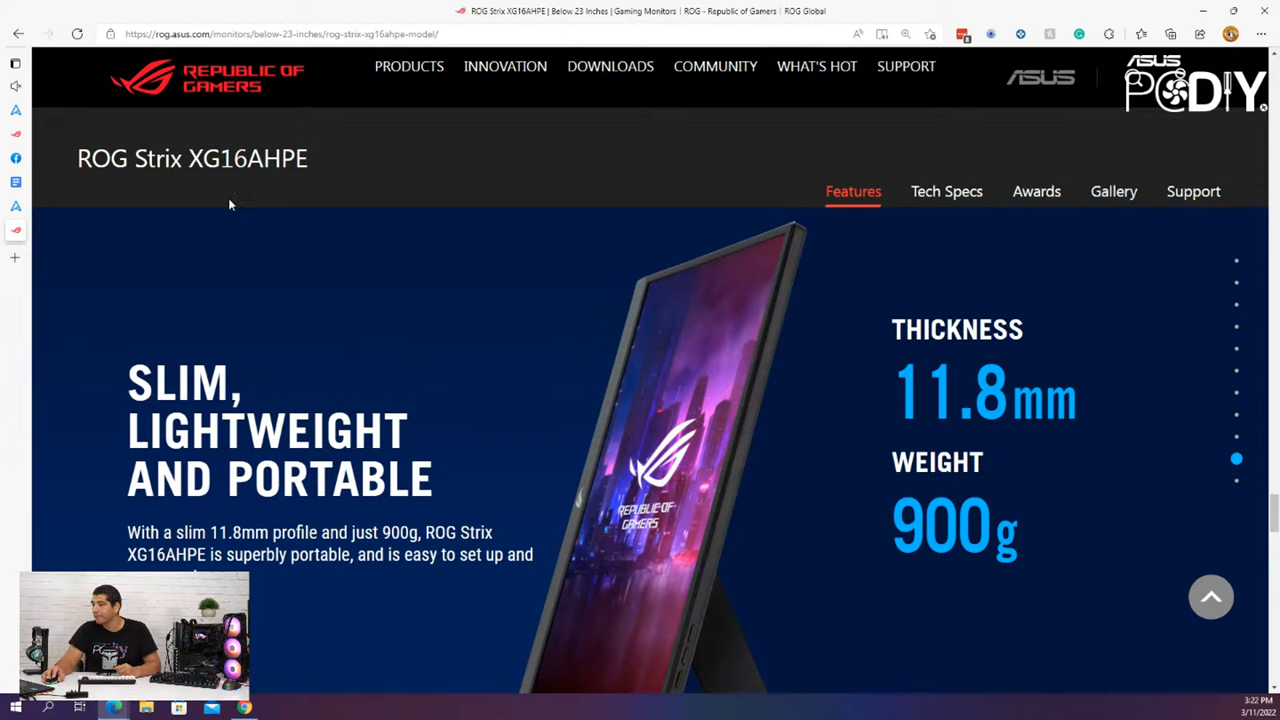 ROG Strix XG16AHPE | Below 23 Inches | Gaming Monitors | ROG - Republic of Gamers | ROG Global
https://rog.asus.com/monitors/below-23-inches/rog-strix-xg16ahpe-model/
REPUBLIC OF
GAMERS
PRODUCTS INNOVATION DOWNLOADS COMMUNITY WHAT'S HOT SUPPORT
ASUS
ASUS
PCDIY
ROG Strix XG16AHPE
Features Tech Specs Awards Gallery Support
SLIM,
LIGHTWEIGHT
AND PORTABLE
With a slim 11.8mm profile and just 900g, ROG Strix
XG16AHPE is superbly portable, and is easy to set up and
REPUBLIC OF
GAMERS
THICKNESS
11.8mm
WEIGHT
900g
3:22 PM
3/11/2022